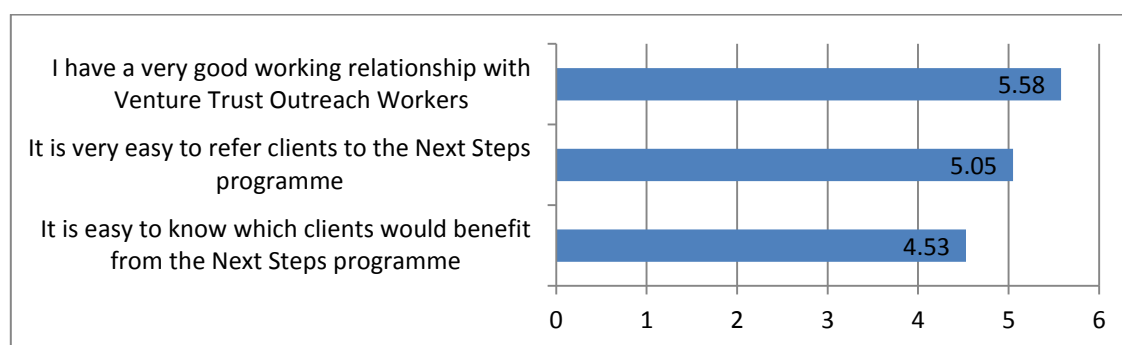 I have a very good working relationship with
Venture Trust Outreach Workers
5.58
It is very easy to refer clients to the Next Steps
programme
5.05
It is easy to know which clients would benefit
from the Next Steps programme
4.53
0 1 2 3 4 5 6